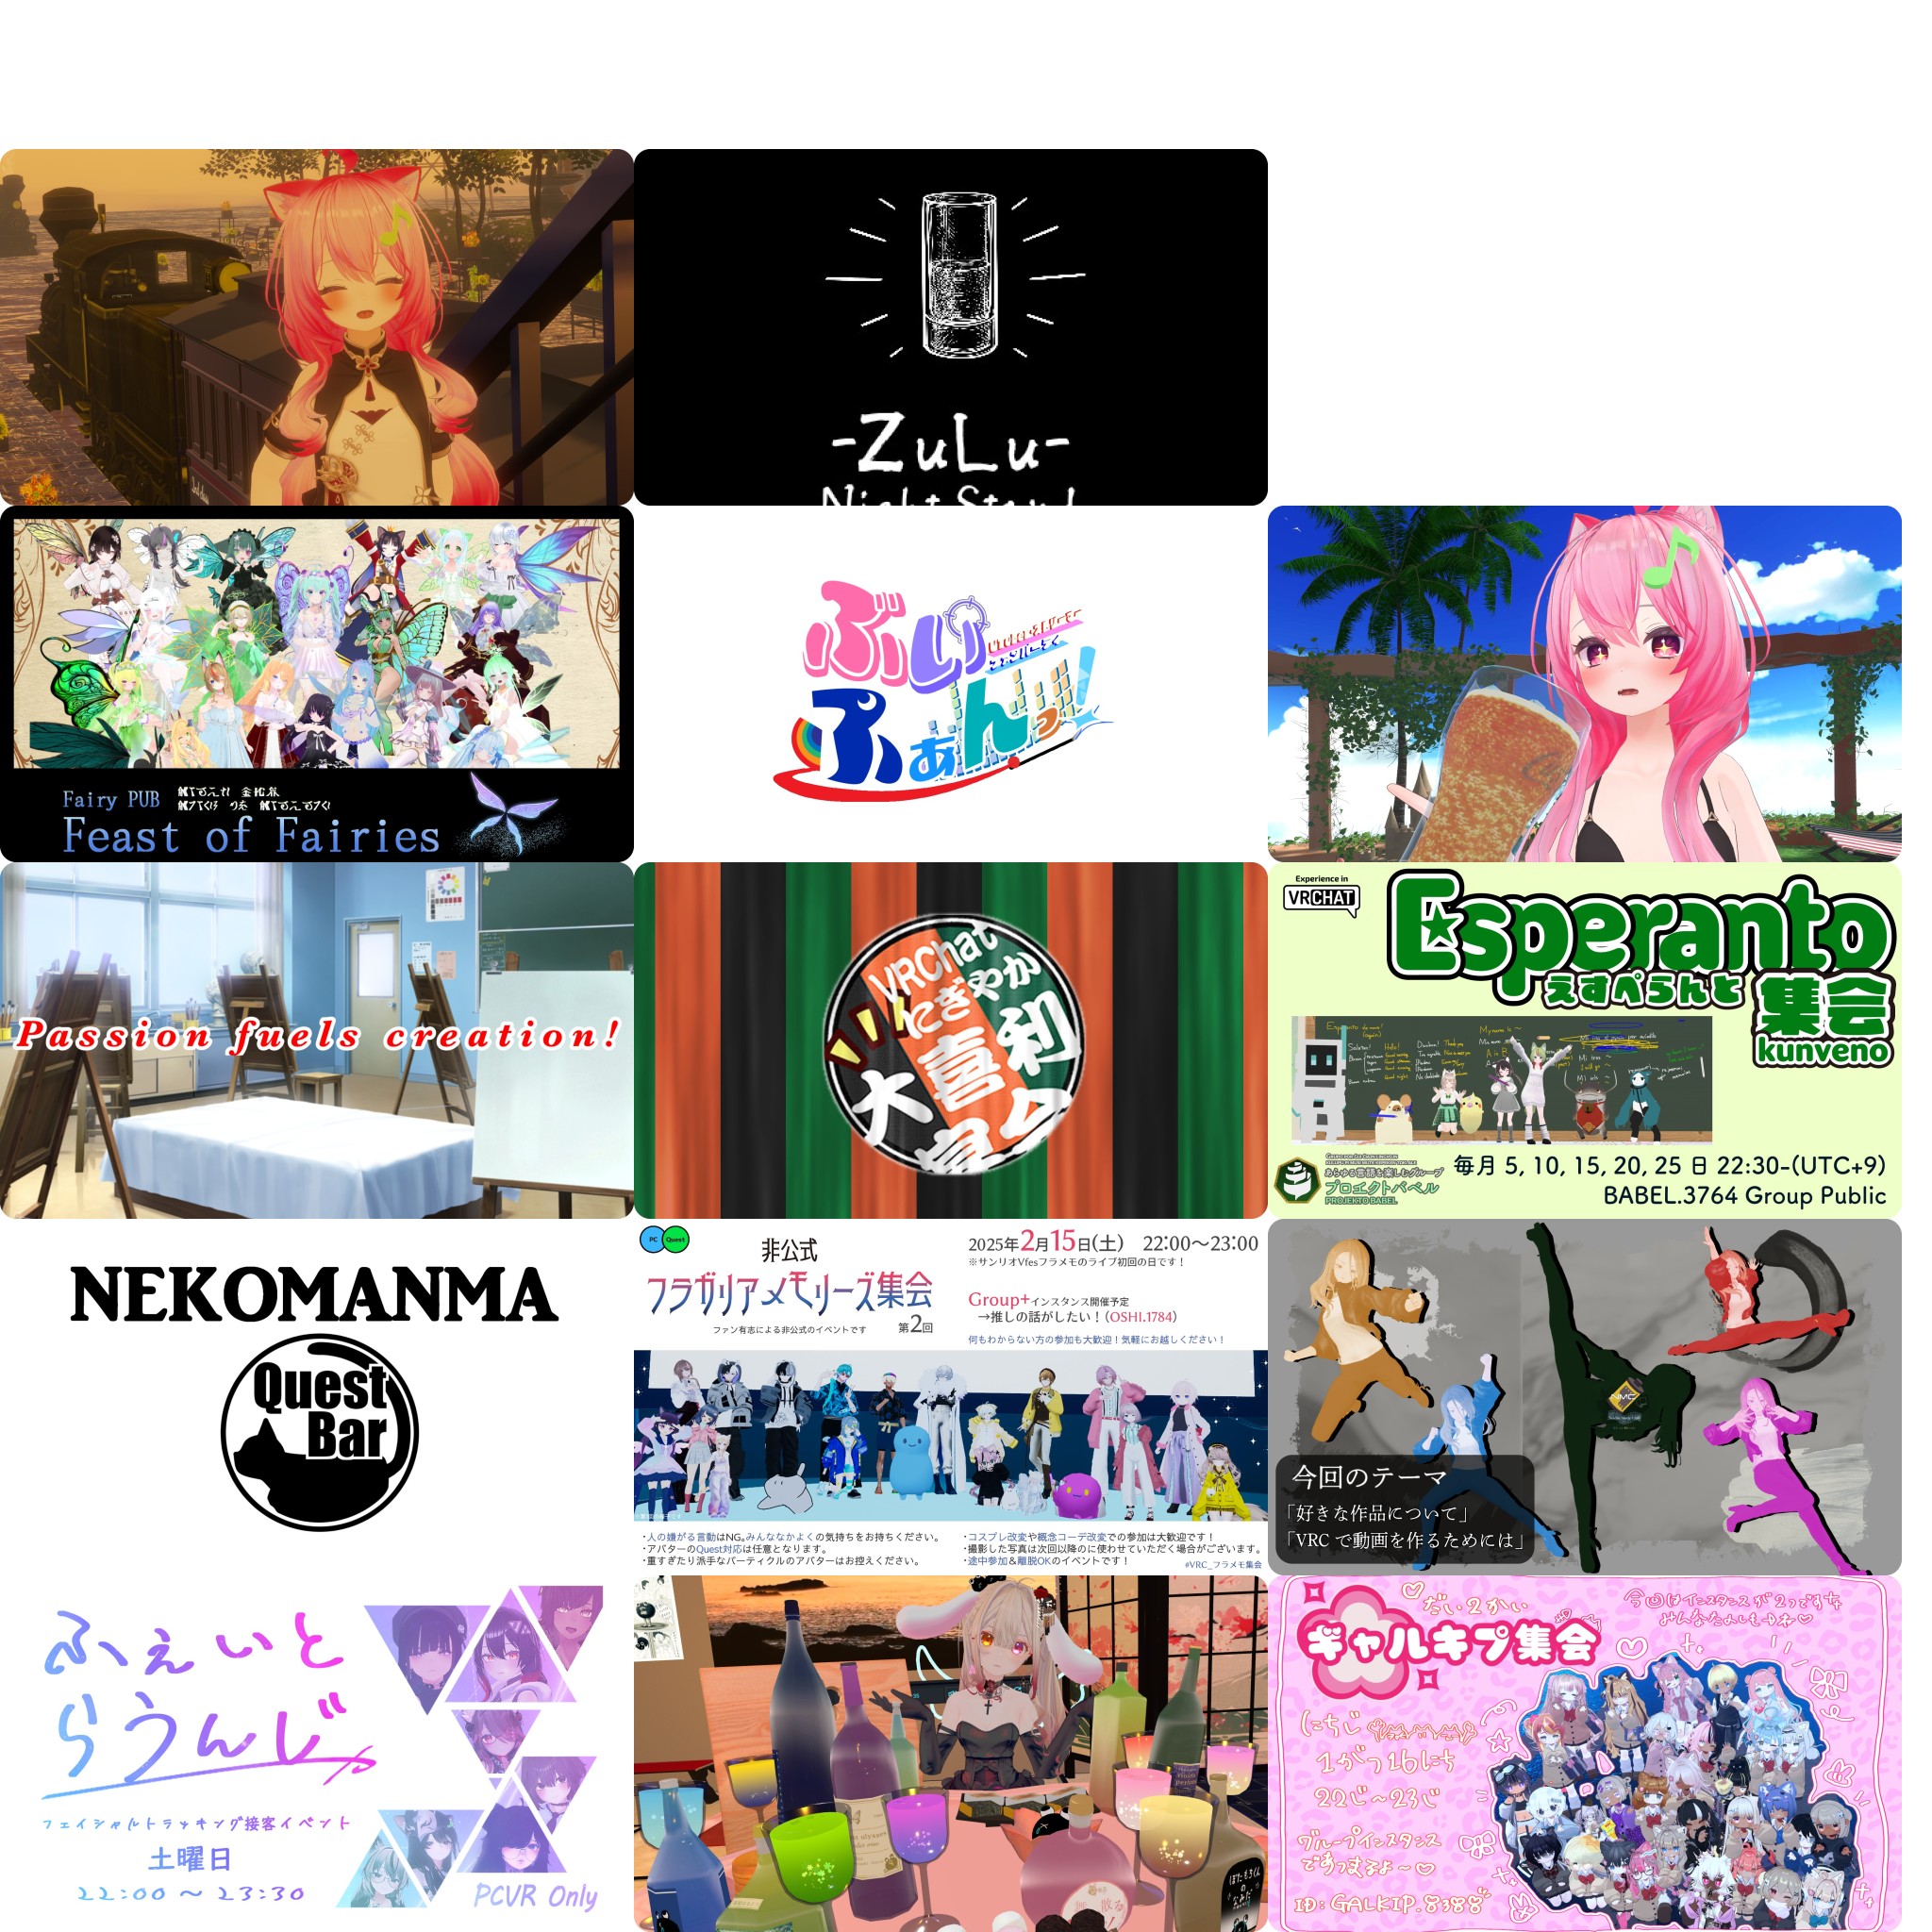 -ZuLu-
Fairy PUB
Feast of Fairies
ぶい
ふぁんっ!
Passion fuels creation!
VRChat
にぎやか
大喜利
集会
Experience in
VRCHAT
Esperanto
えすぺらんと 集会
kunveno
あらゆる言語を楽しむグループ
プロエクトバベル
PROJEKTO BABEL
毎月 5, 10, 15, 20, 25 日 22:30-(UTC+9)
BABEL.3764 Group Public
NEKOMANMA
Quest
Bar
PC Quest
非公式
フラガリアメモリーズ集会
ファン有志による非公式のイベントです 第2回
2025年2月15日(土) 22:00〜23:00
※サンリオVfesフラメモのライブ初回の日です！
Group+インスタンス開催予定
→推しの話がしたい！（OSHI.1784）
何もわからない方の参加も大歓迎！気軽にお越しください！
・人の嫌がる言動はNG。みんななかよくの気持ちをお持ちください。
・アバターのQuest対応は任意となります。
・重すぎたり派手なパーティクルのアバターはお控えください。
・コスプレ改変や概念コーデ改変での参加は大歓迎です！
・撮影した写真は次回以降のに使わせていただく場合がございます。
・途中参加＆離脱OKのイベントです！
#VRC_フラメモ集会
NMC
今回のテーマ
「好きな作品について」
「VRCで動画を作るためには」
ふぇいと
らうんじ
フェイシャルトラッキング接客イベント
土曜日
22:00 〜 23:30
PCVR Only
だい2かい
ギャルキプ集会
今回はインスタンスが2つです
にちじ
1がつ16にち
22じ〜23じ
グループインスタンス
であつまるよ〜♡
ID:GALKIP.8388